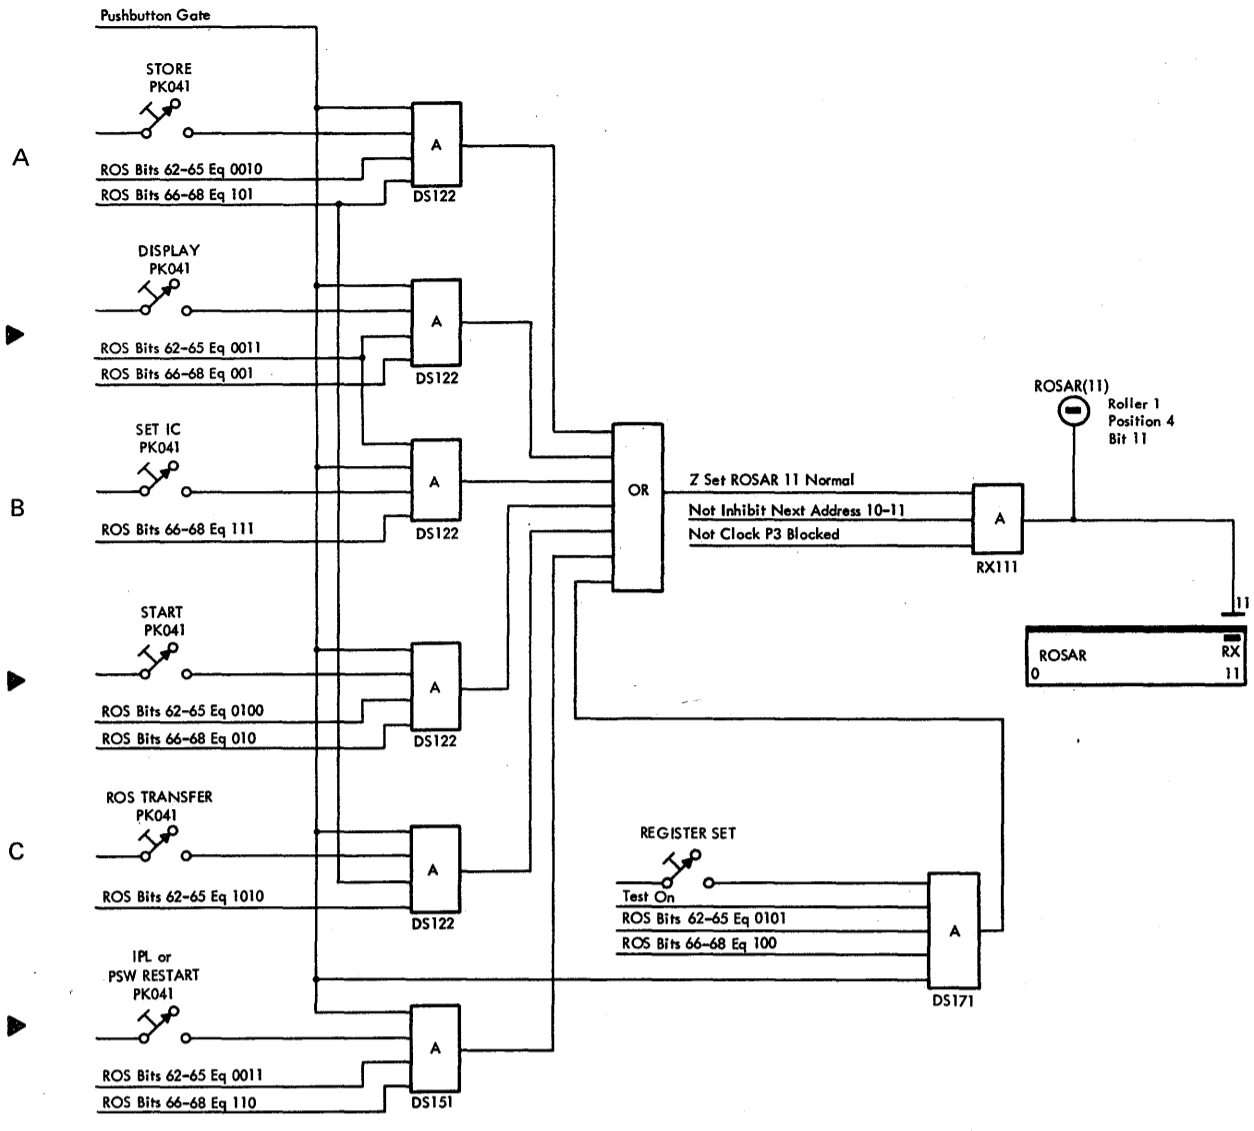 Pushbutton Gate
STORE
PK041
A
A
ROS Bits 62-65 Eq 0010
ROS Bits 66-68 Eq 101
DS122
DISPLAY
PK041
A
ROS Bits 62-65 Eq 0011
ROS Bits 66-68 Eq 001
DS122
SET IC
PK041
A
B
ROS Bits 66-68 Eq 111
DS122
OR
Z Set ROSAR 11 Normal
Not Inhibit Next Address 10-11
Not Clock P3 Blocked
A
RX111
ROSAR(11)
Roller 1
Position 4
Bit 11
11
ROSAR
RX
0
11
START
PK041
A
ROS Bits 62-65 Eq 0100
ROS Bits 66-68 Eq 010
DS122
ROS TRANSFER
PK041
C
A
ROS Bits 62-65 Eq 1010
DS122
REGISTER SET
Test On
ROS Bits 62-65 Eq 0101
ROS Bits 66-68 Eq 100
A
DS171
IPL or
PSW RESTART
PK041
A
ROS Bits 62-65 Eq 0011
ROS Bits 66-68 Eq 110
DS151